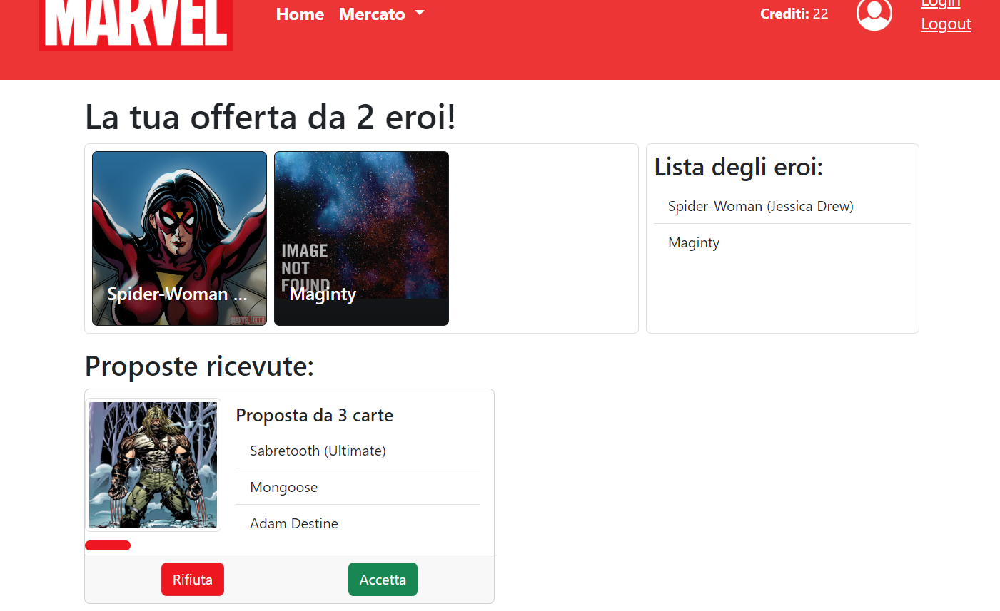 MARVEL
Home Mercato
Crediti: 22
Login
Logout
La tua offerta da 2 eroi!
Spider-Woman ...
MARVEL.com
IMAGE
NOT
FOUND
Maginty
Lista degli eroi:
Spider-Woman (Jessica Drew)
Maginty
Proposte ricevute:
Proposta da 3 carte
Sabretooth (Ultimate)
Mongoose
Adam Destine
Rifiuta
Accetta